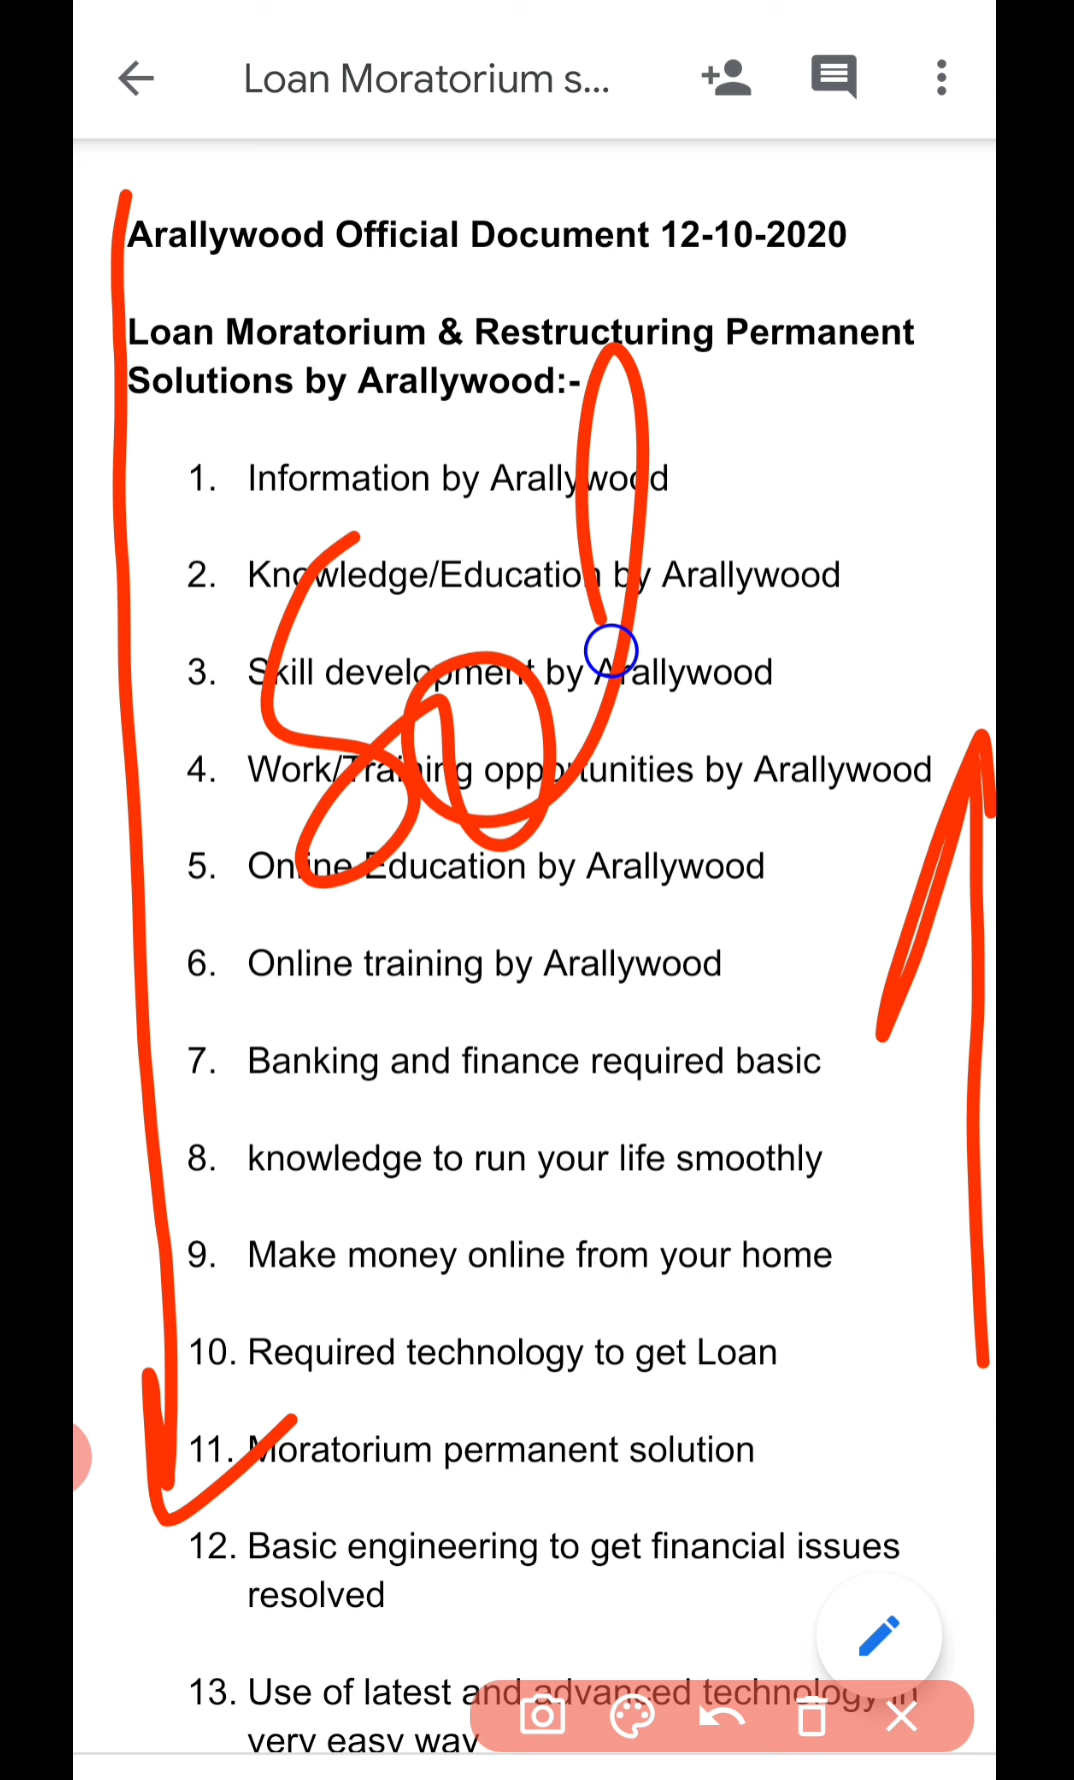 Loan Moratorium s...
Arallywood Official Document 12-10-2020
Loan Moratorium & Restructuring Permanent
Solutions by Arallywood:-
1. Information by Arallywood
2. Knowledge/Education by Arallywood
3. Skill development by Arallywood
4. Work/Training opportunities by Arallywood
5. Online Education by Arallywood
6. Online training by Arallywood
7. Banking and finance required basic
8. knowledge to run your life smoothly
9. Make money online from your home
10. Required technology to get Loan
11. Moratorium permanent solution
12. Basic engineering to get financial issues
resolved
13. Use of latest and advanced technology in
very easy way